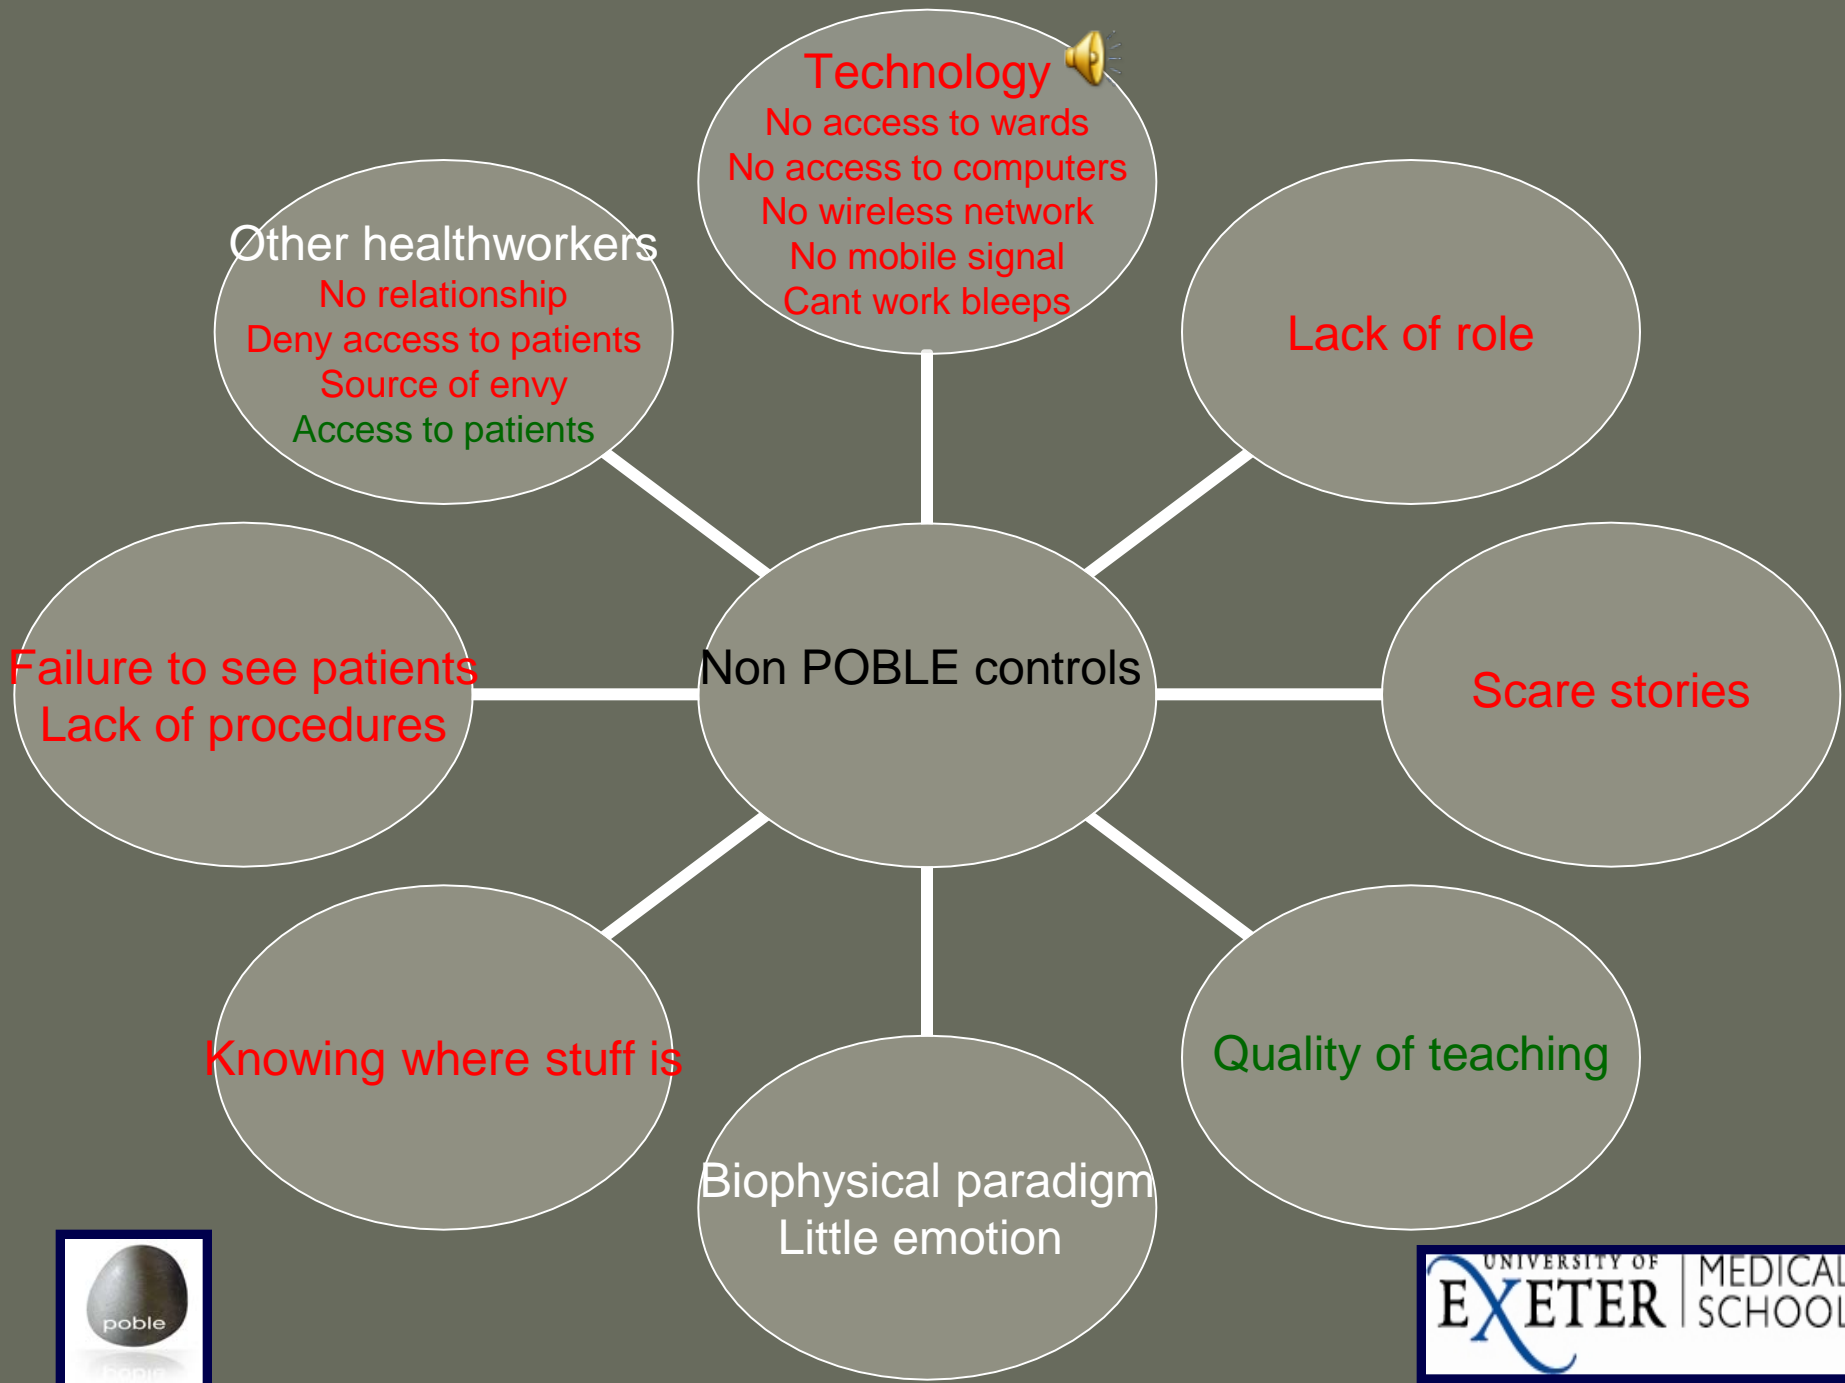 Technology
No access to wards
No access to computers
No wireless network
No mobile signal
Cant work bleeps
Other healthworkers
No relationship
Deny access to patients
Source of envy
Access to patients
Lack of role
Failure to see patients
Lack of procedures
Non POBLE controls
Scare stories
Knowing where stuff is
Quality of teaching
Biophysical paradigm
Little emotion
poble
UNIVERSITY OF
EXETER
MEDICAL
SCHOOL